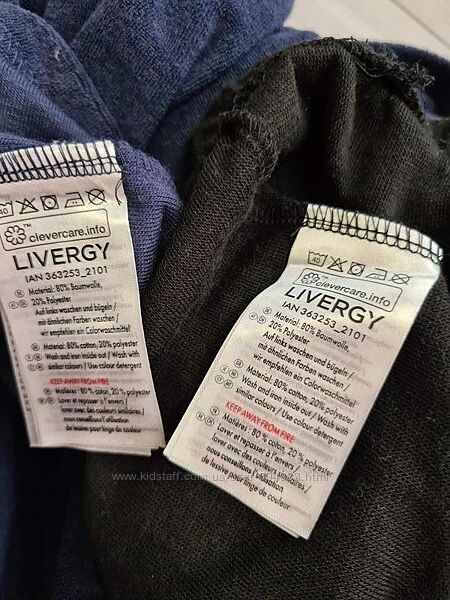 40
clevercare.info
LIVERGY
IAN 363253_2101
Material: 80% Baumwolle,
20% Polyester
Auf links waschen und bügeln /
mit ähnlichen Farben waschen /
wir empfehlen ein Colorwaschmittel
Material: 80% cotton, 20% polyester
Wash and iron inside out / Wash with
similar colours / Use colour detergent
KEEP AWAY FROM FIRE
Matières : 80 % coton, 20 % polyester
Laver et repasser à l'envers /
laver avec des couleurs similaires /
nous conseillons l'utilisation
de lessive pour linge de couleur
40
clevercare.info
LIVERGY
IAN 363253_2101
Material: 80% Baumwolle,
20% Polyester
Auf links waschen und bügeln /
mit ähnlichen Farben waschen /
wir empfehlen ein Colorwaschmittel
Material: 80% cotton, 20% polyester
Wash and iron inside out / Wash with
similar colours / Use colour detergent
KEEP AWAY FROM FIRE
Matières : 80 % coton, 20 % polyester
Laver et repasser à l'envers /
laver avec des couleurs similaires /
nous conseillons l'utilisation
de lessive pour linge de couleur